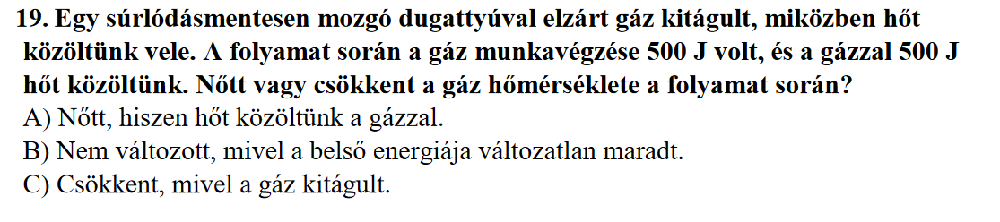 19. Egy súrlódásmentesen mozgó dugattyúval elzárt gáz kitágult, miközben hőt
közöltünk vele. A folyamat során a gáz munkavégzése 500 J volt, és a gázzal 500 J
hőt közöltünk. Nőtt vagy csökkent a gáz hőmérséklete a folyamat során?
A) Nőtt, hiszen hőt közöltünk a gázzal.
B) Nem változott, mivel a belső energiája változatlan maradt.
C) Csökkent, mivel a gáz kitágult.